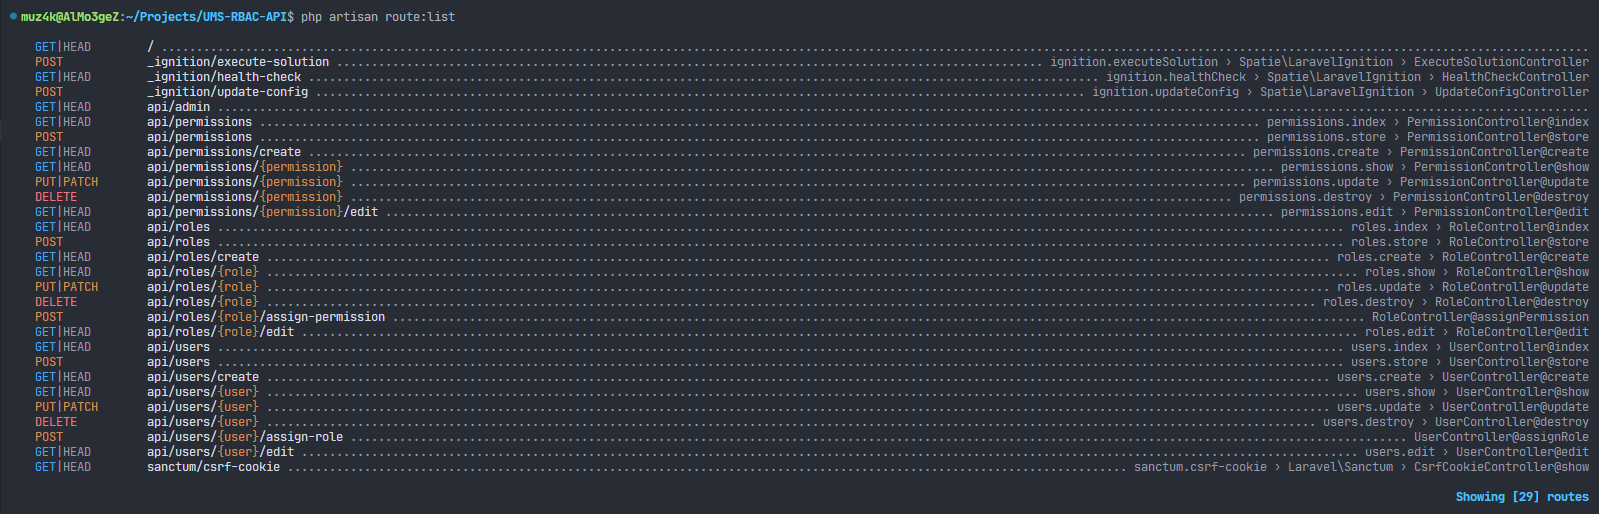 muz4k@AlMo3geZ:~/Projects/UMS-RBAC-API$ php artisan route:list
GET|HEAD / ........................................................................................................
POST _ignition/execute-solution ........................................ ignition.executeSolution › Spatie\LaravelIgnition › ExecuteSolutionController
GET|HEAD _ignition/health-check ........................................ ignition.healthCheck › Spatie\LaravelIgnition › HealthCheckController
POST _ignition/update-config ........................................ ignition.updateConfig › Spatie\LaravelIgnition › UpdateConfigController
GET|HEAD api/admin ........................................................................................................
GET|HEAD api/permissions ........................................ permissions.index › PermissionController@index
POST api/permissions ........................................ permissions.store › PermissionController@store
GET|HEAD api/permissions/create ........................................ permissions.create › PermissionController@create
GET|HEAD api/permissions/{permission} ........................................ permissions.show › PermissionController@show
PUT|PATCH api/permissions/{permission} ........................................ permissions.update › PermissionController@update
DELETE api/permissions/{permission} ........................................ permissions.destroy › PermissionController@destroy
GET|HEAD api/permissions/{permission}/edit ........................................ permissions.edit › PermissionController@edit
GET|HEAD api/roles ........................................ roles.index › RoleController@index
POST api/roles ........................................ roles.store › RoleController@store
GET|HEAD api/roles/create ........................................ roles.create › RoleController@create
GET|HEAD api/roles/{role} ........................................ roles.show › RoleController@show
PUT|PATCH api/roles/{role} ........................................ roles.update › RoleController@update
DELETE api/roles/{role} ........................................ roles.destroy › RoleController@destroy
POST api/roles/{role}/assign-permission ........................................ RoleController@assignPermission
GET|HEAD api/roles/{role}/edit ........................................ roles.edit › RoleController@edit
GET|HEAD api/users ........................................ users.index › UserController@index
POST api/users ........................................ users.store › UserController@store
GET|HEAD api/users/create ........................................ users.create › UserController@create
GET|HEAD api/users/{user} ........................................ users.show › UserController@show
PUT|PATCH api/users/{user} ........................................ users.update › UserController@update
DELETE api/users/{user} ........................................ users.destroy › UserController@destroy
POST api/users/{user}/assign-role ........................................ UserController@assignRole
GET|HEAD api/users/{user}/edit ........................................ users.edit › UserController@edit
GET|HEAD sanctum/csrf-cookie ........................................ sanctum.csrf-cookie › Laravel\Sanctum › CsrfCookieController@show
Showing [29] routes